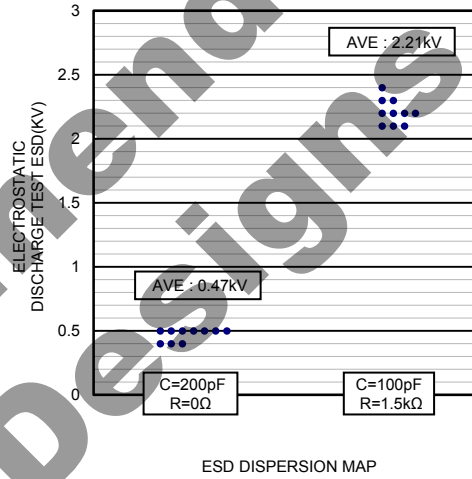 3
AVE : 2.21kV
2.5
2
ELECTROSTATIC
DISCHARGE TEST ESD(KV)
1.5
1
AVE : 0.47kV
0.5
0
C=200pF
R=0Ω
C=100pF
R=1.5kΩ
ESD DISPERSION MAP
Designs